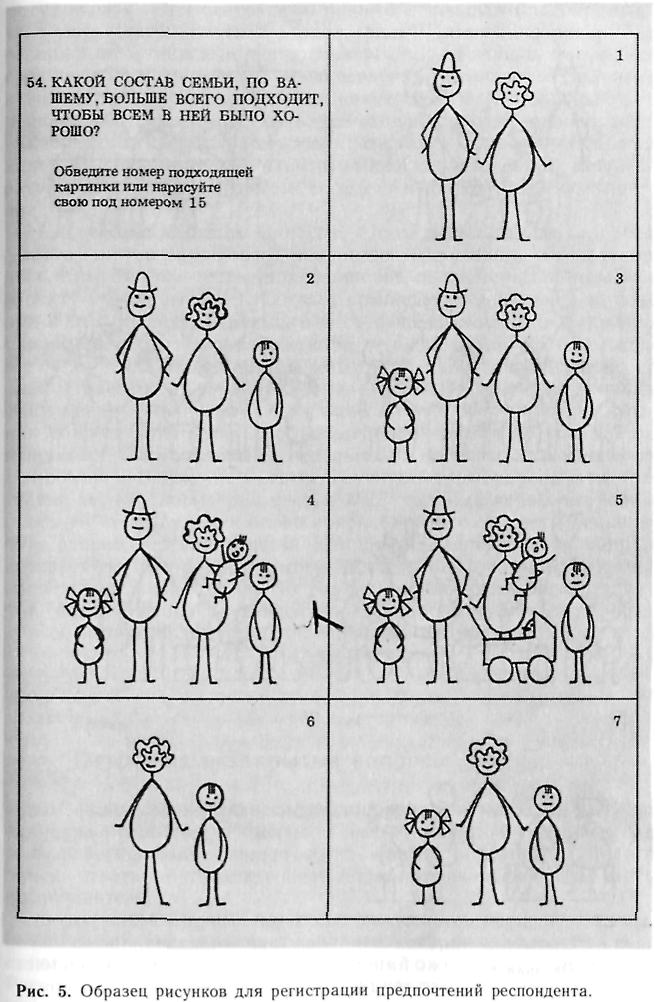 1
54. КАКОЙ СОСТАВ СЕМЬИ, ПО ВА-
ШЕМУ, БОЛЬШЕ ВСЕГО ПОДХОДИТ,
ЧТОБЫ ВСЕМ В НЕЙ БЫЛО ХО-
РОШО?
Обведите номер подходящей
картинки или нарисуйте
свою под номером 15
2
3
4
5
6
7
Рис. 5. Образец рисунков для регистрации предпочтений респондента.